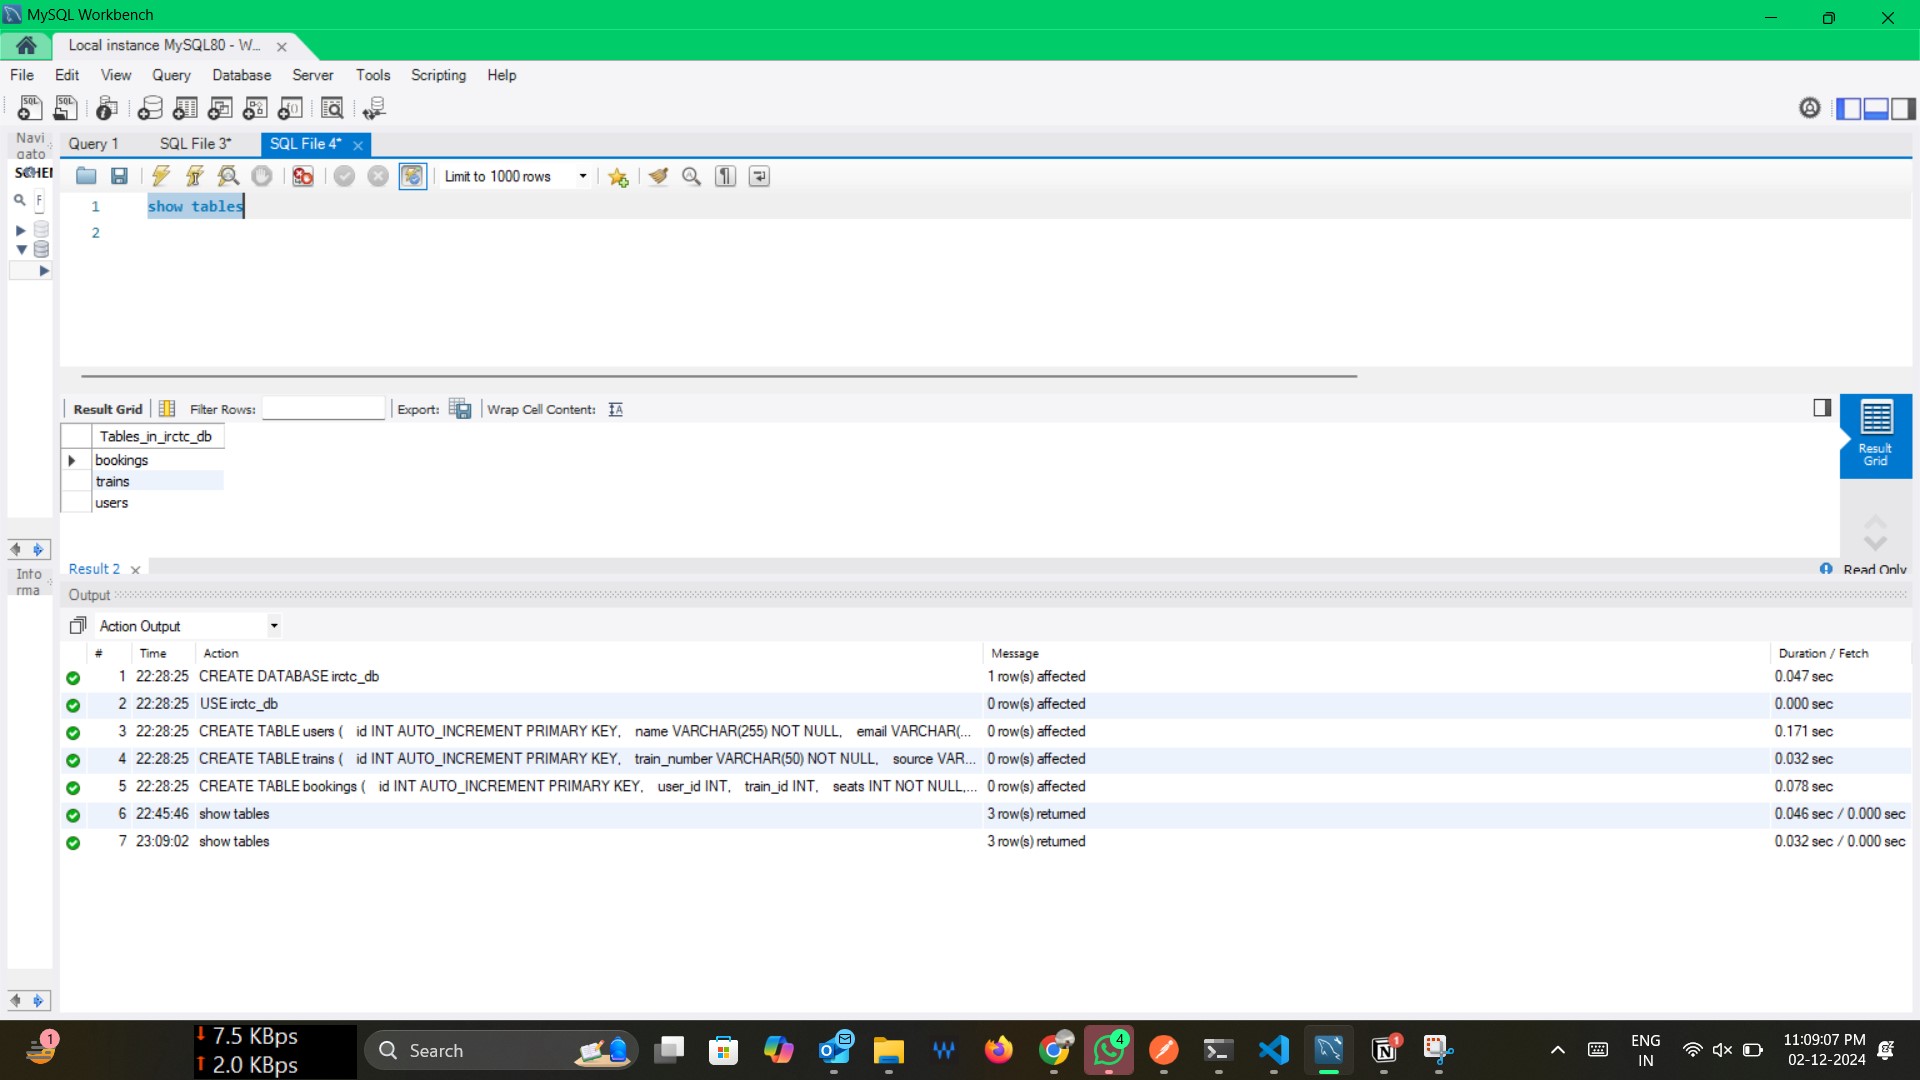 MySQL Workbench
Local instance MySQL80 - W...
File Edit View Query Database Server Tools Scripting Help
Navi
gato
Query 1 SQL File 3* SQL File 4*
Limit to 1000 rows
F
1 show tables
2
Result Grid Filter Rows: Export: Wrap Cell Content:
Result
Grid
Tables_in_irctc_db
bookings
trains
users
Result 2 Read Only
Info
rma
Output
Action Output
# Time Action Message Duration / Fetch
1 22:28:25 CREATE DATABASE irctc_db 1 row(s) affected 0.047 sec
2 22:28:25 USE irctc_db 0 row(s) affected 0.000 sec
3 22:28:25 CREATE TABLE users ( id INT AUTO_INCREMENT PRIMARY KEY, name VARCHAR(255) NOT NULL, email VARCHAR(... 0 row(s) affected 0.171 sec
4 22:28:25 CREATE TABLE trains ( id INT AUTO_INCREMENT PRIMARY KEY, train_number VARCHAR(50) NOT NULL, source VAR... 0 row(s) affected 0.032 sec
5 22:28:25 CREATE TABLE bookings ( id INT AUTO_INCREMENT PRIMARY KEY, user_id INT, train_id INT, seats INT NOT NULL,... 0 row(s) affected 0.078 sec
6 22:45:46 show tables 3 row(s) returned 0.046 sec / 0.000 sec
7 23:09:02 show tables 3 row(s) returned 0.032 sec / 0.000 sec
1
7.5 KBps
2.0 KBps
Search
4
1
ENG
IN
11:09:07 PM
02-12-2024